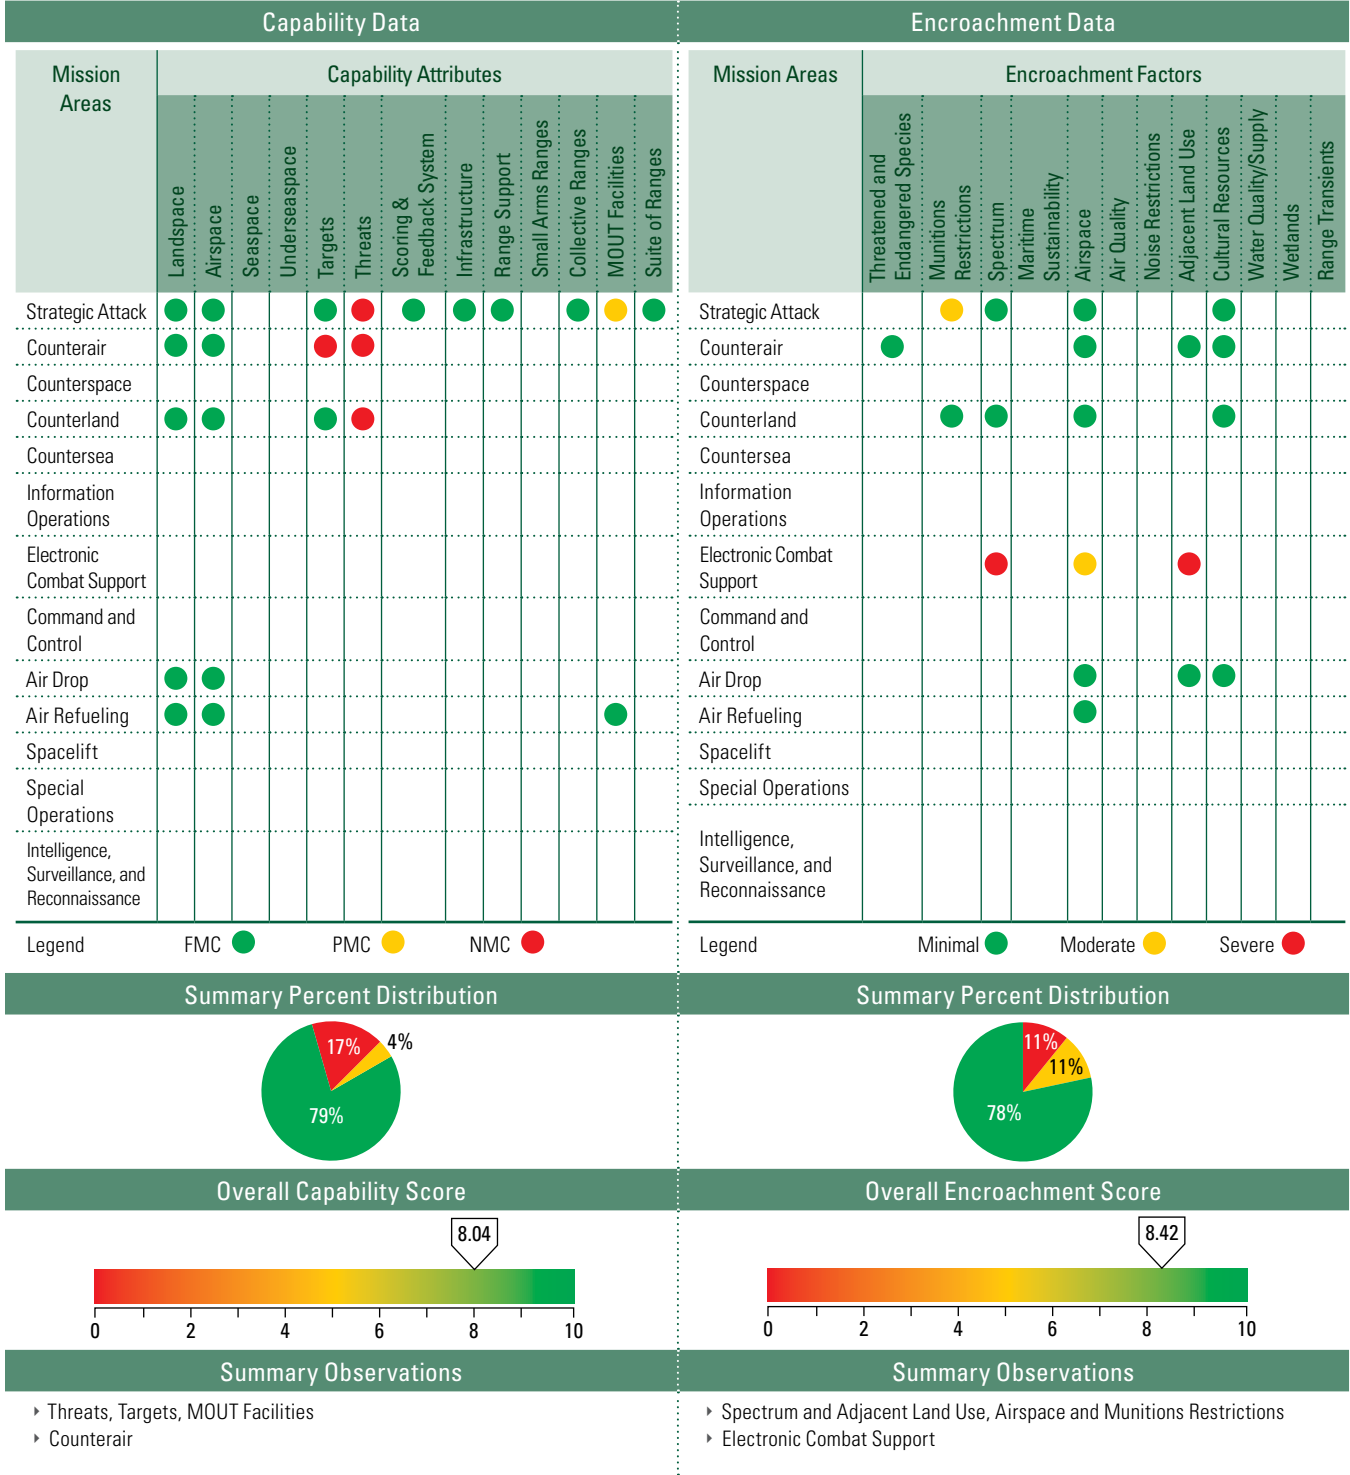 Capability Data
Mission
Areas
Capability Attributes
Landspace
Airspace
Seaspace
Underseaspace
Targets
Threats
Scoring &
Feedback System
Infrastructure
Range Support
Small Arms Ranges
Collective Ranges
MOUT Facilities
Suite of Ranges
Strategic Attack
Counterair
Counterspace
Counterland
Countersea
Information
Operations
Electronic
Combat Support
Command and
Control
Air Drop
Air Refueling
Spacelift
Special
Operations
Intelligence,
Surveillance, and
Reconnaissance
Legend
FMC
PMC
NMC
Summary Percent Distribution
17%
4%
79%
Overall Capability Score
8.04
0
2
4
6
8
10
Summary Observations
‣ Threats, Targets, MOUT Facilities
‣ Counterair
Encroachment Data
Mission Areas
Encroachment Factors
Threatened and
Endangered Species
Munitions
Restrictions
Spectrum
Maritime
Sustainability
Airspace
Air Quality
Noise Restrictions
Adjacent Land Use
Cultural Resources
Water Quality/Supply
Wetlands
Range Transients
Strategic Attack
Counterair
Counterspace
Counterland
Countersea
Information
Operations
Electronic Combat
Support
Command and
Control
Air Drop
Air Refueling
Spacelift
Special Operations
Intelligence,
Surveillance, and
Reconnaissance
Legend
Minimal
Moderate
Severe
Summary Percent Distribution
11%
11%
78%
Overall Encroachment Score
8.42
0
2
4
6
8
10
Summary Observations
‣ Spectrum and Adjacent Land Use, Airspace and Munitions Restrictions
‣ Electronic Combat Support